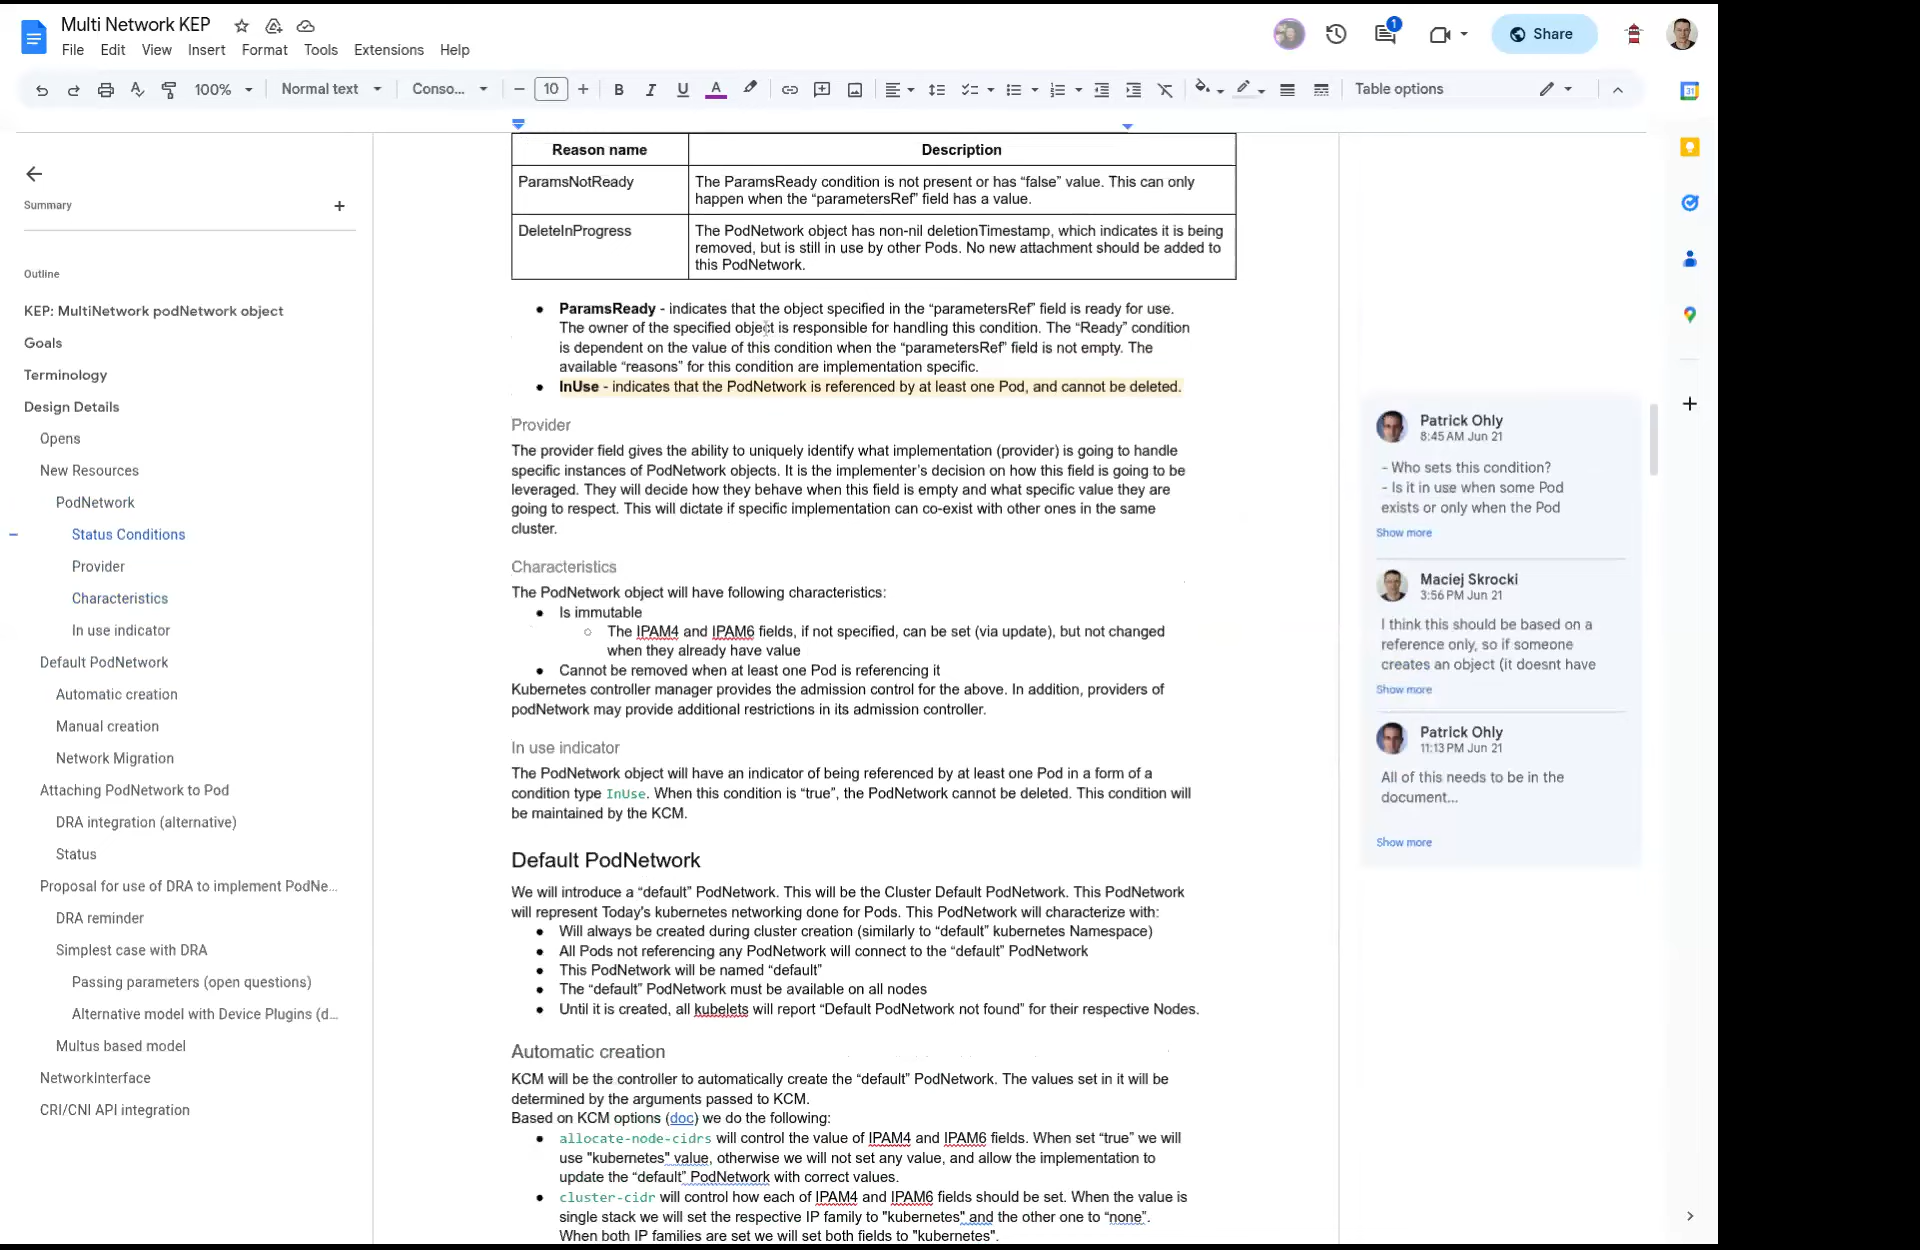 Multi Network KEP
File Edit View Insert Format Tools Extensions Help
1
Share
100%
Normal text
Conso...
10
B I U A
Table options
31
Summary
Outline
KEP: MultiNetwork podNetwork object
Goals
Terminology
Design Details
Opens
New Resources
PodNetwork
Status Conditions
Provider
Characteristics
In use indicator
Default PodNetwork
Automatic creation
Manual creation
Network Migration
Attaching PodNetwork to Pod
DRA integration (alternative)
Status
Proposal for use of DRA to implement PodNe...
DRA reminder
Simplest case with DRA
Passing parameters (open questions)
Alternative model with Device Plugins (d...
Multus based model
NetworkInterface
CRI/CNI API integration
Reason name Description
ParamsNotReady The ParamsReady condition is not present or has “false” value. This can only
happen when the “parametersRef” field has a value.
DeleteInProgress The PodNetwork object has non-nil deletionTimestamp, which indicates it is being
removed, but is still in use by other Pods. No new attachment should be added to
this PodNetwork.
● ParamsReady - indicates that the object specified in the “parametersRef” field is ready for use.
The owner of the specified object is responsible for handling this condition. The “Ready” condition
is dependent on the value of this condition when the “parametersRef” field is not empty. The
available “reasons” for this condition are implementation specific.
● InUse - indicates that the PodNetwork is referenced by at least one Pod, and cannot be deleted.
Provider
The provider field gives the ability to uniquely identify what implementation (provider) is going to handle
specific instances of PodNetwork objects. It is the implementer’s decision on how this field is going to be
leveraged. They will decide how they behave when this field is empty and what specific value they are
going to respect. This will dictate if specific implementation can co-exist with other ones in the same
cluster.
Characteristics
The PodNetwork object will have following characteristics:
● Is immutable
○ The IPAM4 and IPAM6 fields, if not specified, can be set (via update), but not changed
when they already have value
● Cannot be removed when at least one Pod is referencing it
Kubernetes controller manager provides the admission control for the above. In addition, providers of
podNetwork may provide additional restrictions in its admission controller.
In use indicator
The PodNetwork object will have an indicator of being referenced by at least one Pod in a form of a
condition type InUse. When this condition is “true”, the PodNetwork cannot be deleted. This condition will
be maintained by the KCM.
Default PodNetwork
We will introduce a “default” PodNetwork. This will be the Cluster Default PodNetwork. This PodNetwork
will represent Today's kubernetes networking done for Pods. This PodNetwork will characterize with:
● Will always be created during cluster creation (similarly to “default” kubernetes Namespace)
● All Pods not referencing any PodNetwork will connect to the “default” PodNetwork
● This PodNetwork will be named “default”
● The “default” PodNetwork must be available on all nodes
● Until it is created, all kubelets will report “Default PodNetwork not found” for their respective Nodes.
Automatic creation
KCM will be the controller to automatically create the “default” PodNetwork. The values set in it will be
determined by the arguments passed to KCM.
Based on KCM options (doc) we do the following:
● allocate-node-cidrs will control the value of IPAM4 and IPAM6 fields. When set “true” we will
use "kubernetes" value, otherwise we will not set any value, and allow the implementation to
update the “default” PodNetwork with correct values.
● cluster-cidr will control how each of IPAM4 and IPAM6 fields should be set. When the value is
single stack we will set the respective IP family to "kubernetes" and the other one to “none”.
When both IP families are set we will set both fields to "kubernetes".
Patrick Ohly
8:45 AM Jun 21
- Who sets this condition?
- Is it in use when some Pod
exists or only when the Pod
Show more
Maciej Skrocki
3:56 PM Jun 21
I think this should be based on a
reference only, so if someone
creates an object (it doesnt have
Show more
Patrick Ohly
11:13 PM Jun 21
All of this needs to be in the
document...
Show more